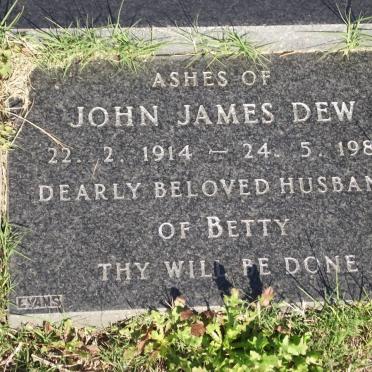 ASHES OF
JOHN JAMES DEW
22. 2. 1914 — 24. 5. 198
DEARLY BELOVED HUSBAN
OF BETTY
THY WILL BE DONE
EVANS